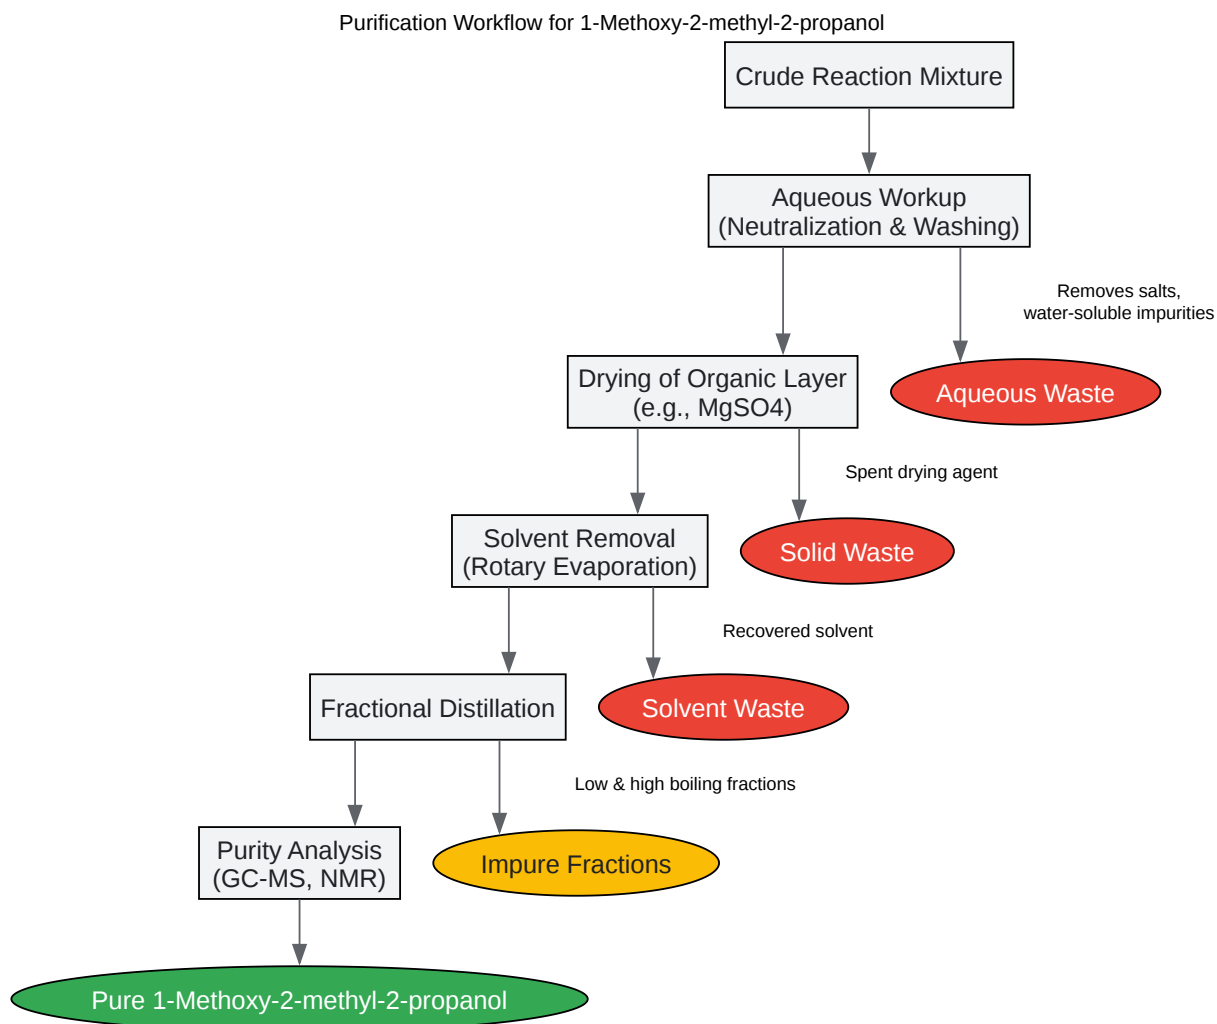 Purification Workflow for 1-Methoxy-2-methyl-2-propanol
Crude Reaction Mixture
Aqueous Workup
(Neutralization & Washing)
Removes salts,
water-soluble impurities
Drying of Organic Layer
(e.g., MgSO4)
Aqueous Waste
Spent drying agent
Solvent Removal
(Rotary Evaporation)
Solid Waste
Recovered solvent
Fractional Distillation
Solvent Waste
Low & high boiling fractions
Purity Analysis
(GC-MS, NMR)
Impure Fractions
Pure 1-Methoxy-2-methyl-2-propanol